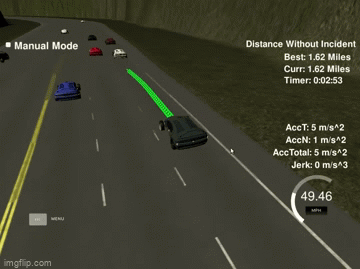 Manual Mode
Distance Without Incident
Best: 1.62 Miles
Curr: 1.62 Miles
Timer: 0:02:53
AccT: 5 m/s^2
AccN: 1 m/s^2
AccTotal: 5 m/s^2
Jerk: 0 m/s^3
49.46
MPH
MENU
imgflip.com